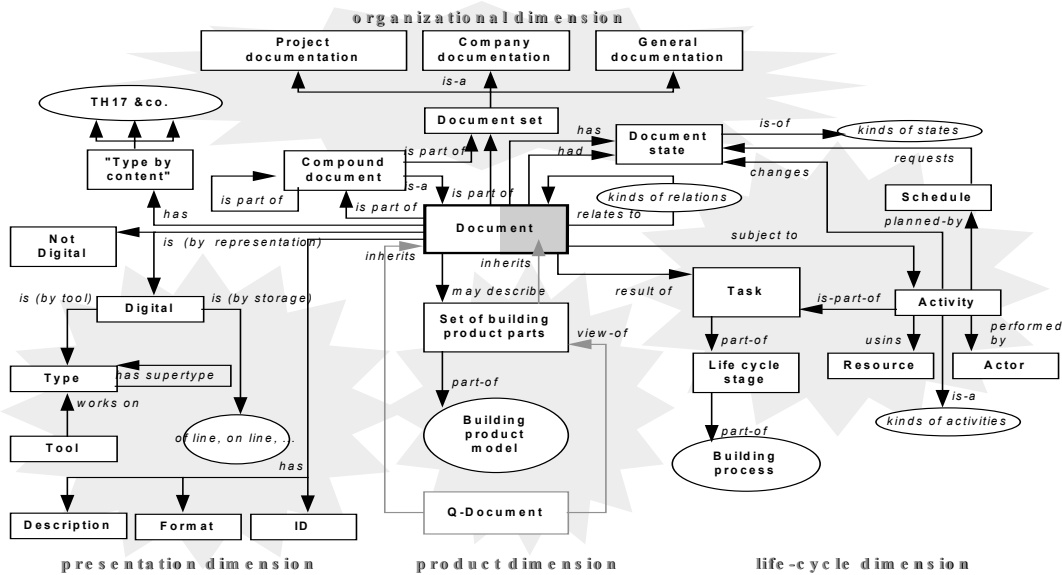 organizational dimension
Project
documentation
Company
documentation
General
documentation
is-a
TH17 &co.
Document set
has
Document
state
is-of
kinds of states
"Type by
content"
Compound
document
is part of
had
changes
requests
is-a
Schedule
is part of
is part of
is part of
kinds of relations
has
relates to
planned-by
Not
Digital
is (by representation)
Document
subject to
inherits
inherits
is (by tool)
Digital
is (by storage)
may describe
result of
Task
is-part-of
Activity
Set of building
product parts
view-of
part-of
usins
performed
by
Type
has supertype
Life cycle
stage
Resource
Actor
works on
part-of
is-a
Tool
of line, on line, ...
Building
product
model
part-of
kinds of activities
has
Building
process
Description
Format
ID
Q-Document
presentation dimension
product dimension
life-cycle dimension